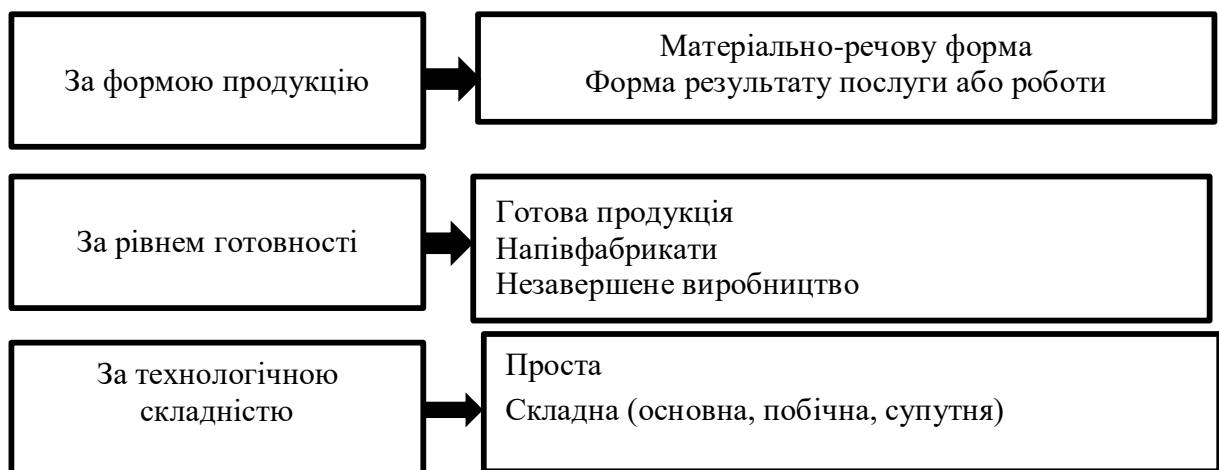 За формою продукцію
Матеріально-речову форма
Форма результату послуги або роботи
За рівнем готовності
Готова продукція
Напівфабрикати
Незавершене виробництво
За технологічною
складністю
Проста
Складна (основна, побічна, супутня)